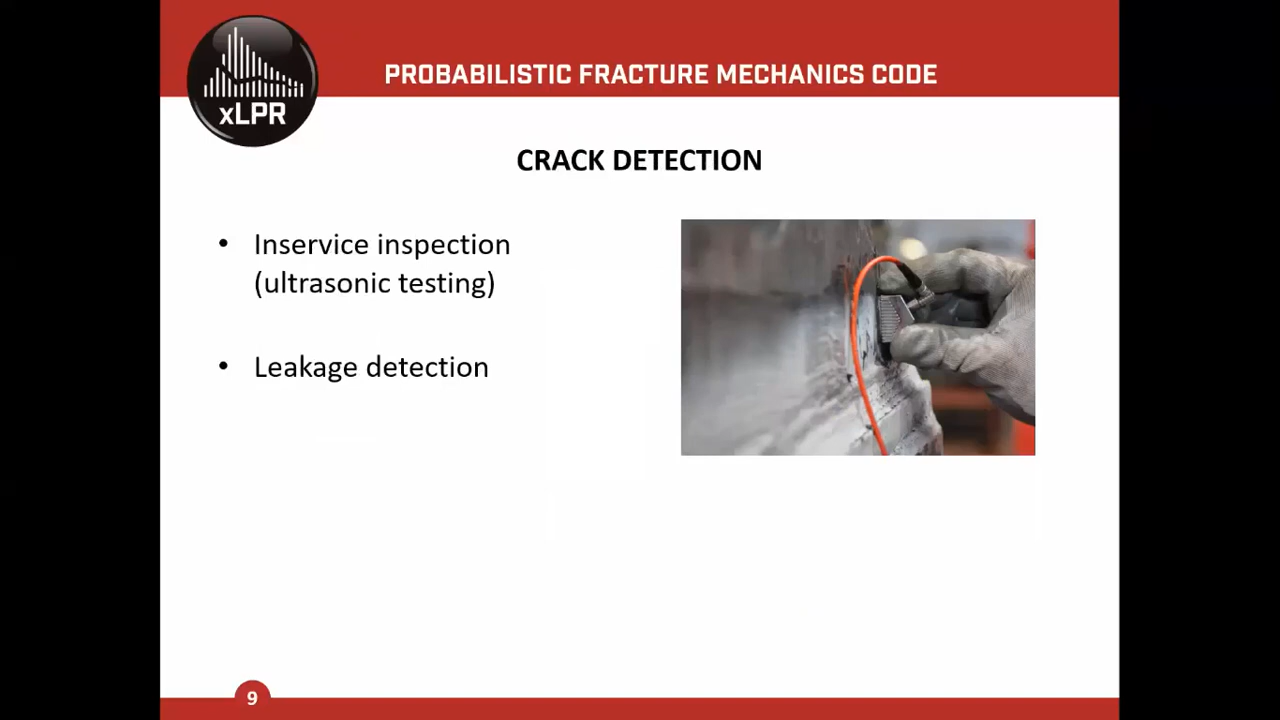 xLPR
PROBABILISTIC FRACTURE MECHANICS CODE
CRACK DETECTION
• Inservice inspection
(ultrasonic testing)
• Leakage detection
9